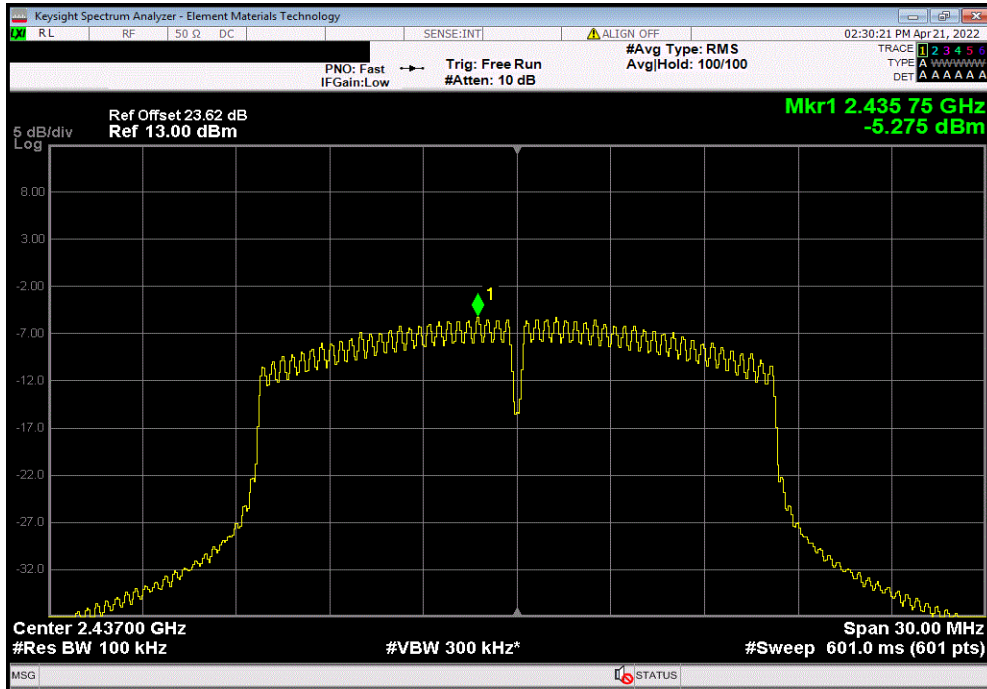 Keysight Spectrum Analyzer - Element Materials Technology
LXI RL RF 50 Ω DC SENSE:INT ALIGN OFF 02:30:21 PM Apr 21, 2022
PNO: Fast Trig: Free Run #Avg Type: RMS TRACE 1 2 3 4 5 6
IFGain:Low #Atten: 10 dB Avg|Hold: 100/100 TYPE A WWWWW
DET A A A A A A
Mkr1 2.435 75 GHz
Ref Offset 23.62 dB
5 dB/div Ref 13.00 dBm -5.275 dBm
Log
8.00
3.00
-2.00
1
-7.00
-12.0
-17.0
-22.0
-27.0
-32.0
Center 2.43700 GHz Span 30.00 MHz
#Res BW 100 kHz #VBW 300 kHz* #Sweep 601.0 ms (601 pts)
MSG STATUS